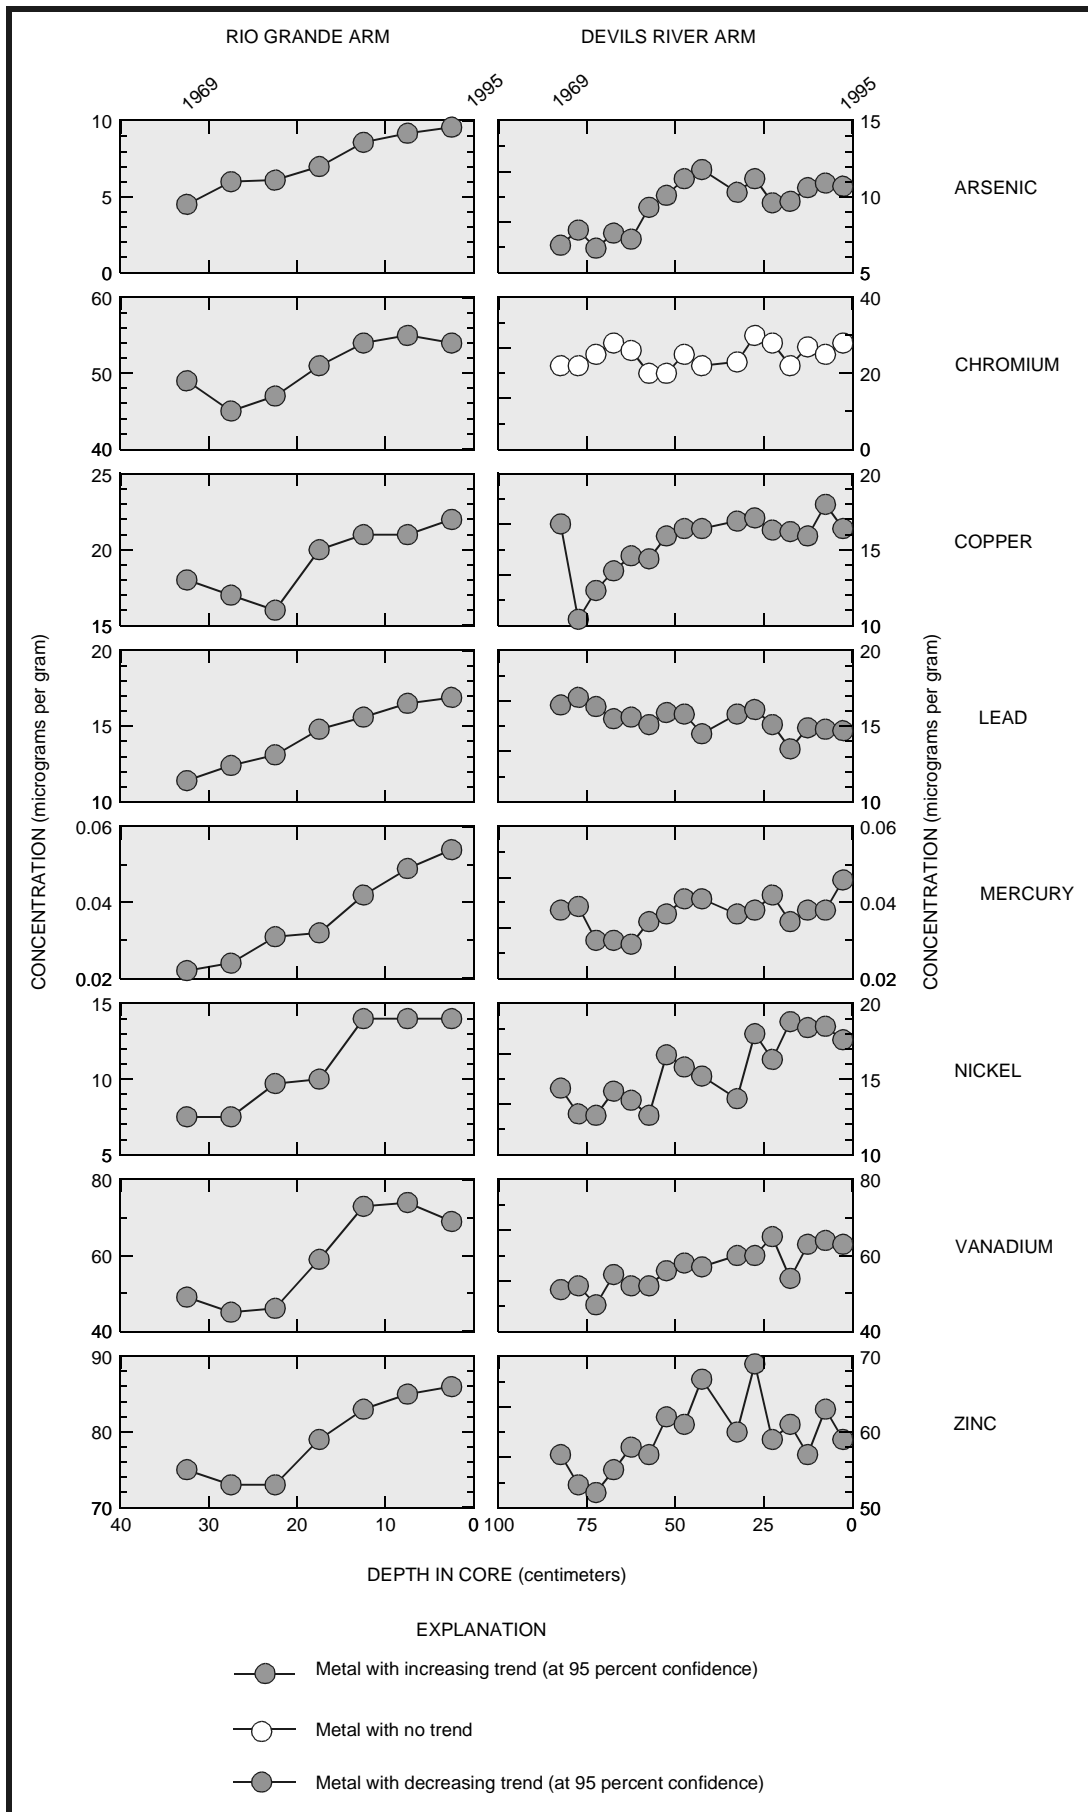 RIO GRANDE ARM DEVILS RIVER ARM
1969 1995 1969 1995
10 5 0 15 10 5 ARSENIC
60 50 40 40 20 0 CHROMIUM
25 20 15 20 15 10 COPPER
20 15 10 20 15 10 LEAD
0.06 0.04 0.02 0.06 0.04 0.02 MERCURY
15 10 5 20 15 10 NICKEL
80 60 40 80 60 40 VANADIUM
90 80 70 70 60 50 ZINC
CONCENTRATION (micrograms per gram)
CONCENTRATION (micrograms per gram)
40 30 20 10 0 100 75 50 25 0
DEPTH IN CORE (centimeters)
EXPLANATION
Metal with increasing trend (at 95 percent confidence)
Metal with no trend
Metal with decreasing trend (at 95 percent confidence)